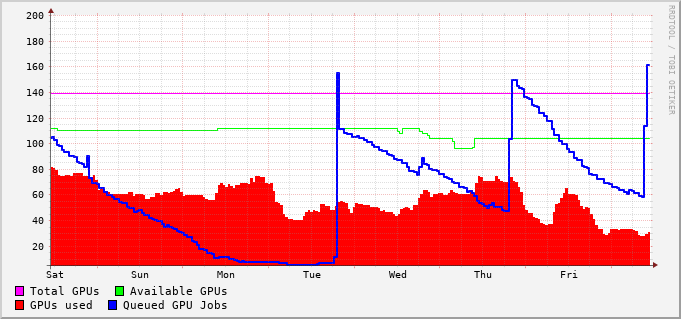 200
180
160
140
120
100
80
60
40
20
Sat Sun Mon Tue Wed Thu Fri
Total GPUs Available GPUs
GPUs used Queued GPU Jobs
RRDTOOL / TOBI OETIKER